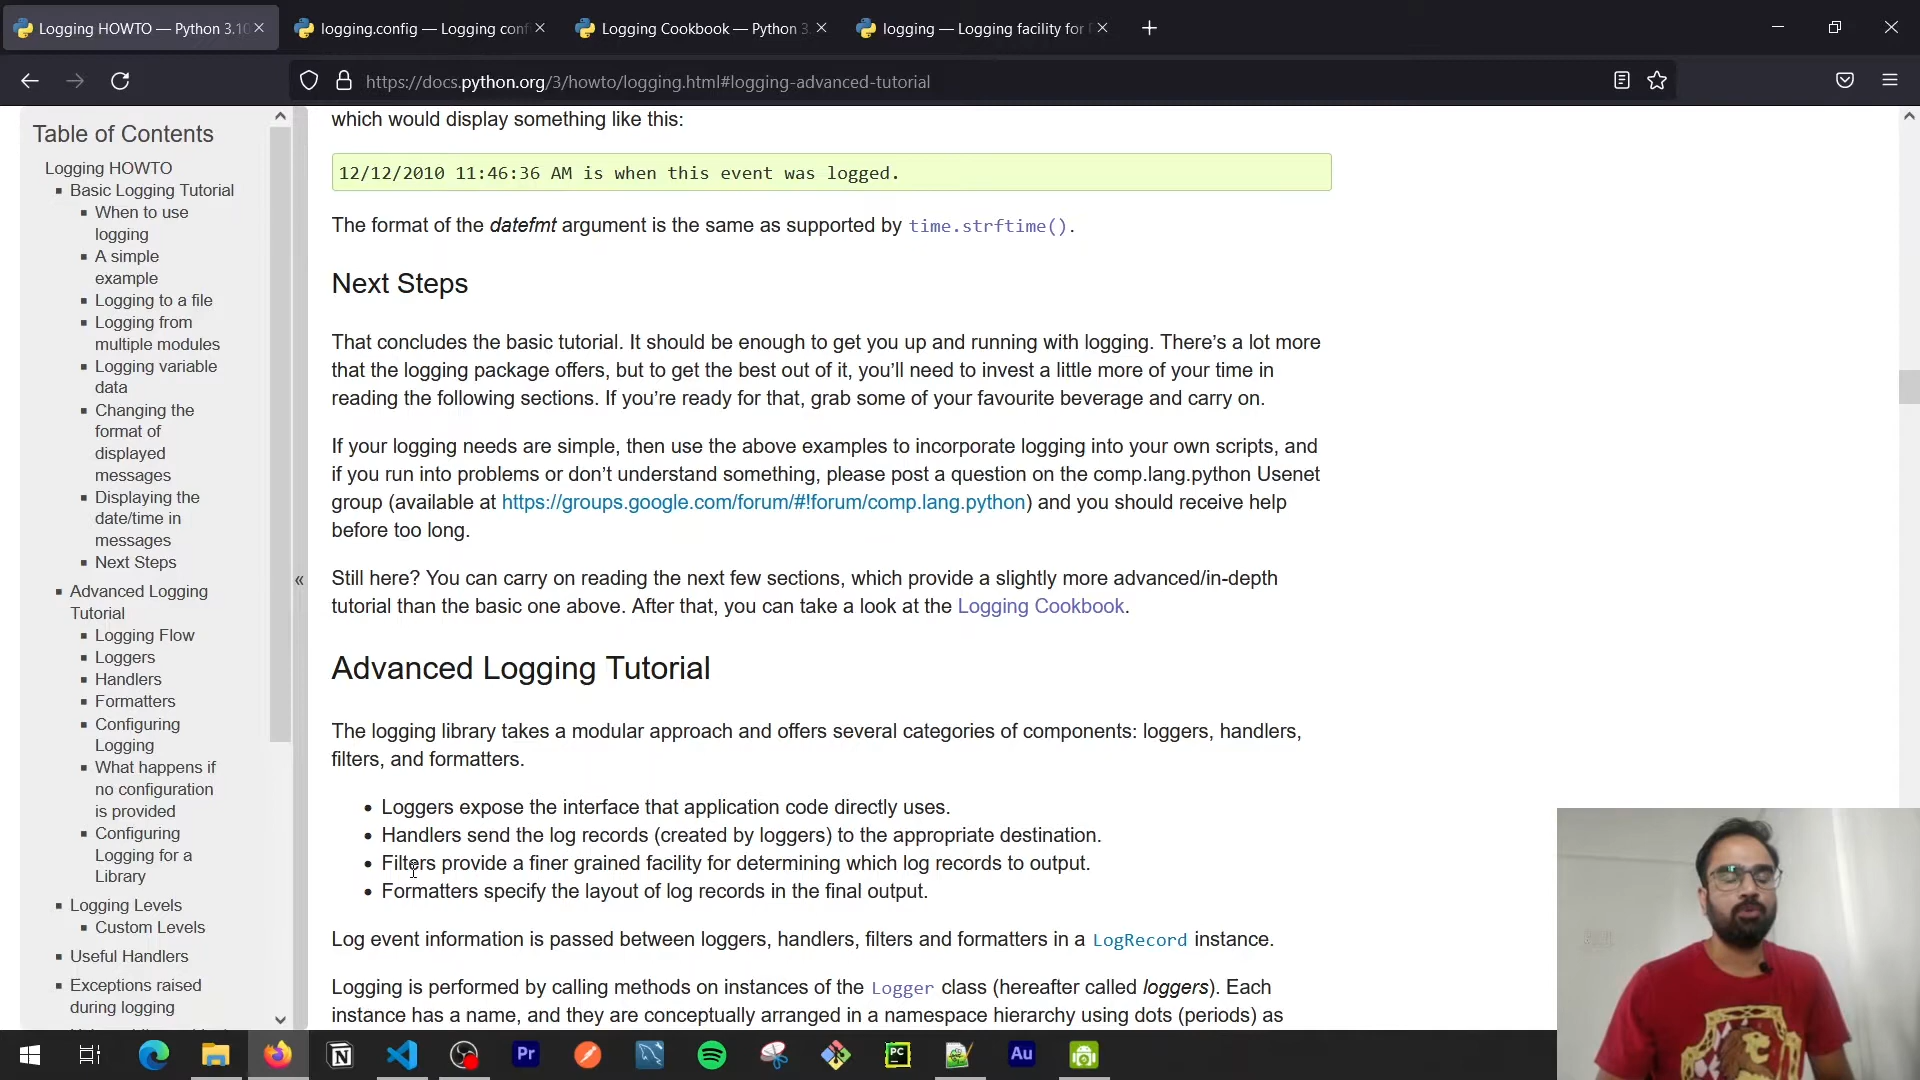 Logging HOWTO — Python 3.10
logging.config — Logging conf
Logging Cookbook — Python 3.
logging — Logging facility for
https://docs.python.org/3/howto/logging.html#logging-advanced-tutorial
Table of Contents
Logging HOWTO
Basic Logging Tutorial
When to use
logging
A simple
example
Logging to a file
Logging from
multiple modules
Logging variable
data
Changing the
format of
displayed
messages
Displaying the
date/time in
messages
Next Steps
Advanced Logging
Tutorial
Logging Flow
Loggers
Handlers
Formatters
Configuring
Logging
What happens if
no configuration
is provided
Configuring
Logging for a
Library
Logging Levels
Custom Levels
Useful Handlers
Exceptions raised
during logging
«
which would display something like this:
12/12/2010 11:46:36 AM is when this event was logged.
The format of the datefmt argument is the same as supported by time.strftime().
Next Steps
That concludes the basic tutorial. It should be enough to get you up and running with logging. There’s a lot more
that the logging package offers, but to get the best out of it, you’ll need to invest a little more of your time in
reading the following sections. If you’re ready for that, grab some of your favourite beverage and carry on.
If your logging needs are simple, then use the above examples to incorporate logging into your own scripts, and
if you run into problems or don’t understand something, please post a question on the comp.lang.python Usenet
group (available at https://groups.google.com/forum/#!forum/comp.lang.python) and you should receive help
before too long.
Still here? You can carry on reading the next few sections, which provide a slightly more advanced/in-depth
tutorial than the basic one above. After that, you can take a look at the Logging Cookbook.
Advanced Logging Tutorial
The logging library takes a modular approach and offers several categories of components: loggers, handlers,
filters, and formatters.
Loggers expose the interface that application code directly uses.
Handlers send the log records (created by loggers) to the appropriate destination.
Filters provide a finer grained facility for determining which log records to output.
Formatters specify the layout of log records in the final output.
Log event information is passed between loggers, handlers, filters and formatters in a LogRecord instance.
Logging is performed by calling methods on instances of the Logger class (hereafter called loggers). Each
instance has a name, and they are conceptually arranged in a namespace hierarchy using dots (periods) as
N
Pr
PC
Au